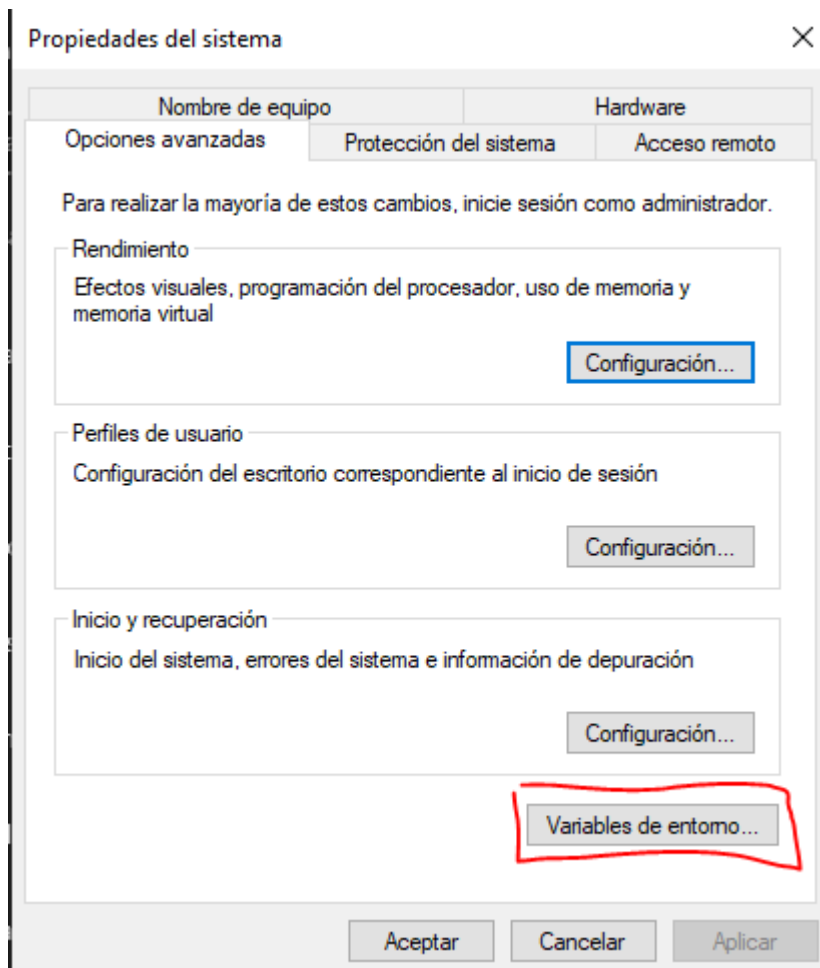 Propiedades del sistema
Nombre de equipo
Hardware
Opciones avanzadas
Protección del sistema
Acceso remoto
Para realizar la mayoría de estos cambios, inicie sesión como administrador.
Rendimiento
Efectos visuales, programación del procesador, uso de memoria y
memoria virtual
Configuración...
Perfiles de usuario
Configuración del escritorio correspondiente al inicio de sesión
Configuración...
Inicio y recuperación
Inicio del sistema, errores del sistema e información de depuración
Configuración...
Variables de entorno...
Aceptar
Cancelar
Aplicar